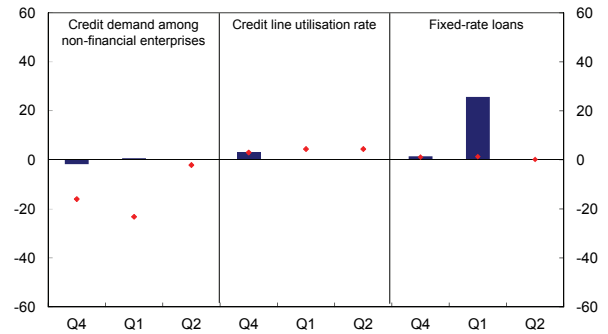 60
40
20
0
-20
-40
-60
Credit demand among
non-financial enterprises
Credit line utilisation rate
Fixed-rate loans
60
40
20
0
-20
-40
-60
Q4 Q1 Q2 Q4 Q1 Q2 Q4 Q1 Q2